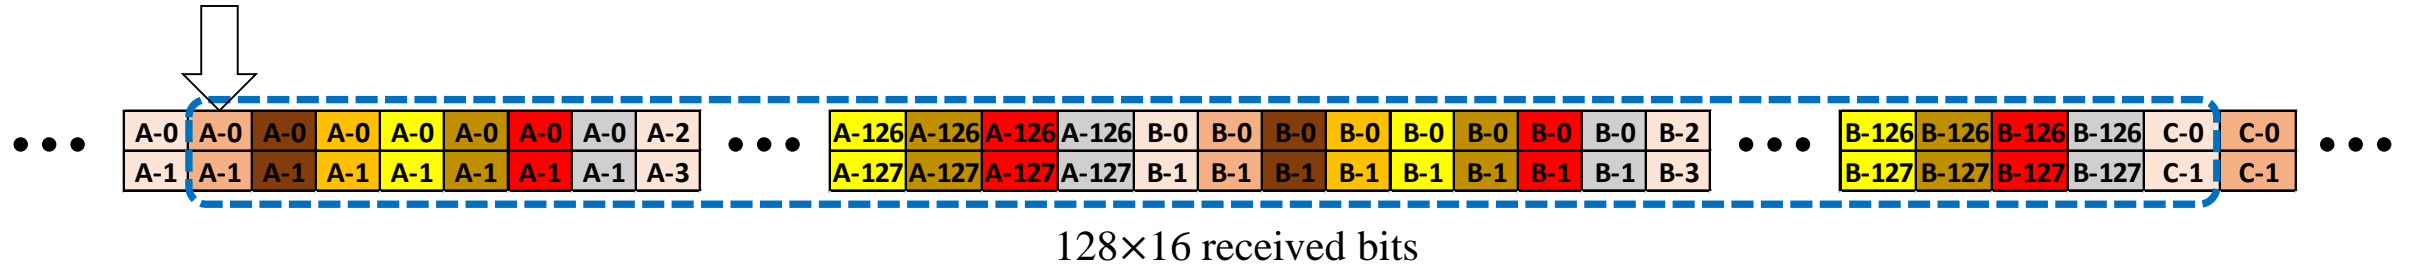 ••• A-0 A-0 A-0 A-0 A-0 A-0 A-0 A-0 A-2 ••• A-126 A-126 A-126 A-126 B-0 B-0 B-0 B-0 B-0 B-0 B-0 B-0 B-2 ••• B-126 B-126 B-126 B-126 C-0 C-0 •••
A-1 A-1 A-1 A-1 A-1 A-1 A-1 A-1 A-3 A-127 A-127 A-127 A-127 B-1 B-1 B-1 B-1 B-1 B-1 B-1 B-1 B-3 B-127 B-127 B-127 B-127 C-1 C-1
128×16 received bits